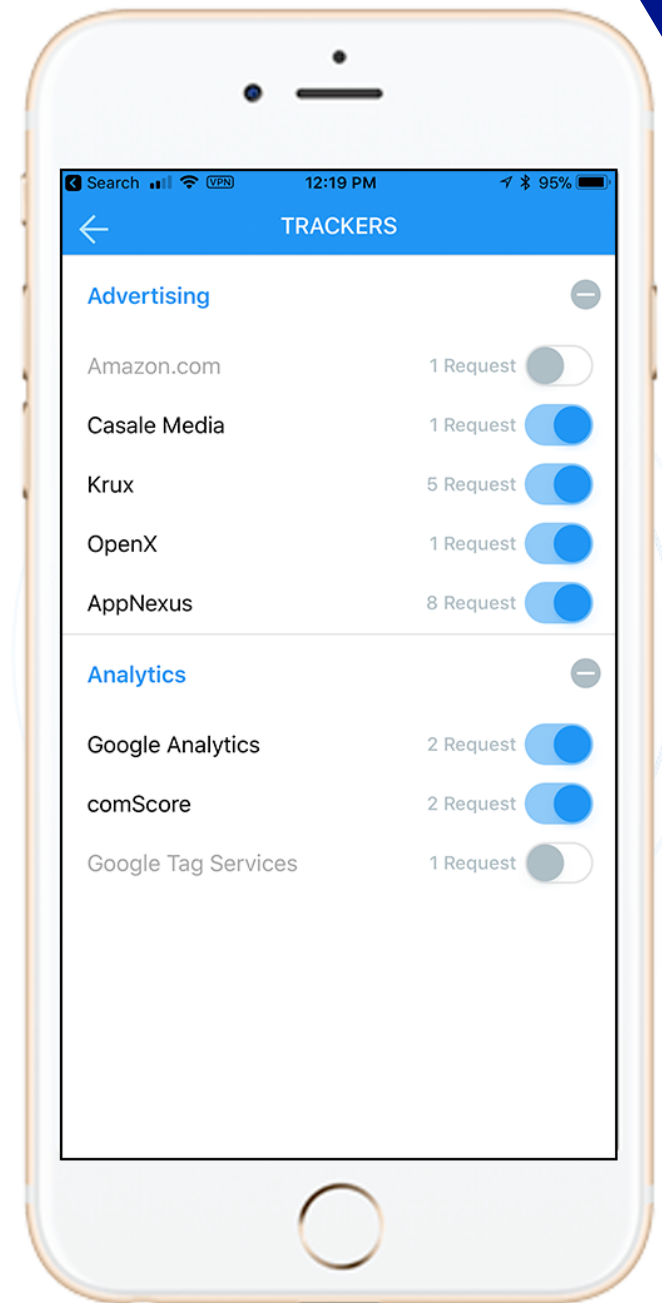 Search VPN 12:19 PM 95%
TRACKERS
Advertising
Amazon.com 1 Request
Casale Media 1 Request
Krux 5 Request
OpenX 1 Request
AppNexus 8 Request
Analytics
Google Analytics 2 Request
comScore 2 Request
Google Tag Services 1 Request